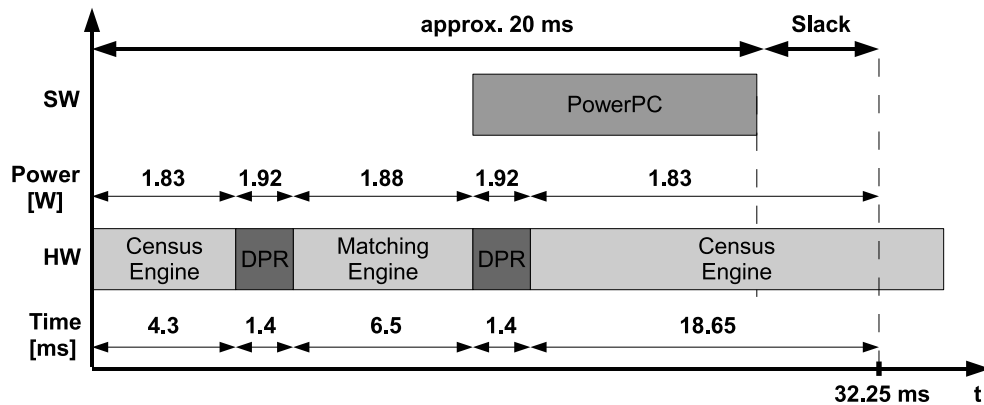 approx. 20 ms Slack
SW PowerPC
Power
[W]
1.83 1.92 1.88 1.92 1.83
HW
Census
Engine
DPR
Matching
Engine
DPR
Census
Engine
Time
[ms]
4.3 1.4 6.5 1.4 18.65
32.25 ms t